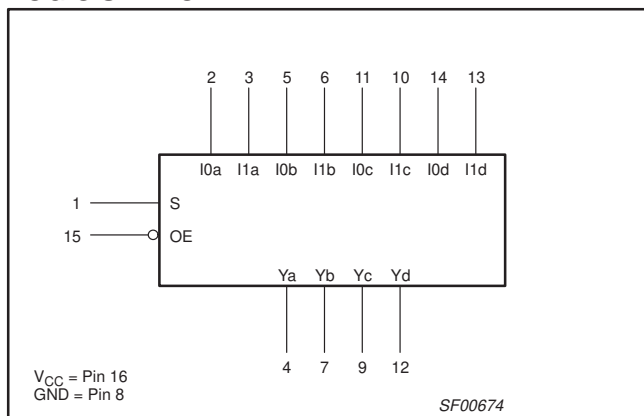 2 3 5 6 11 10 14 13
I0a I1a I0b I1b I0c I1c I0d I1d
1 S
15 OE
Ya Yb Yc Yd
4 7 9 12
VCC = Pin 16
GND = Pin 8
SF00674